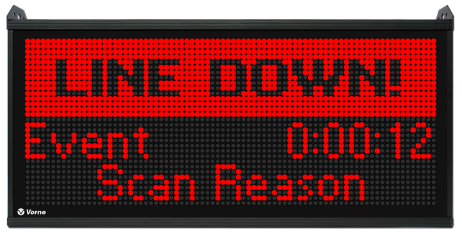 LINE DOWN!
Event 0:00:12
Scan Reason
Vorne